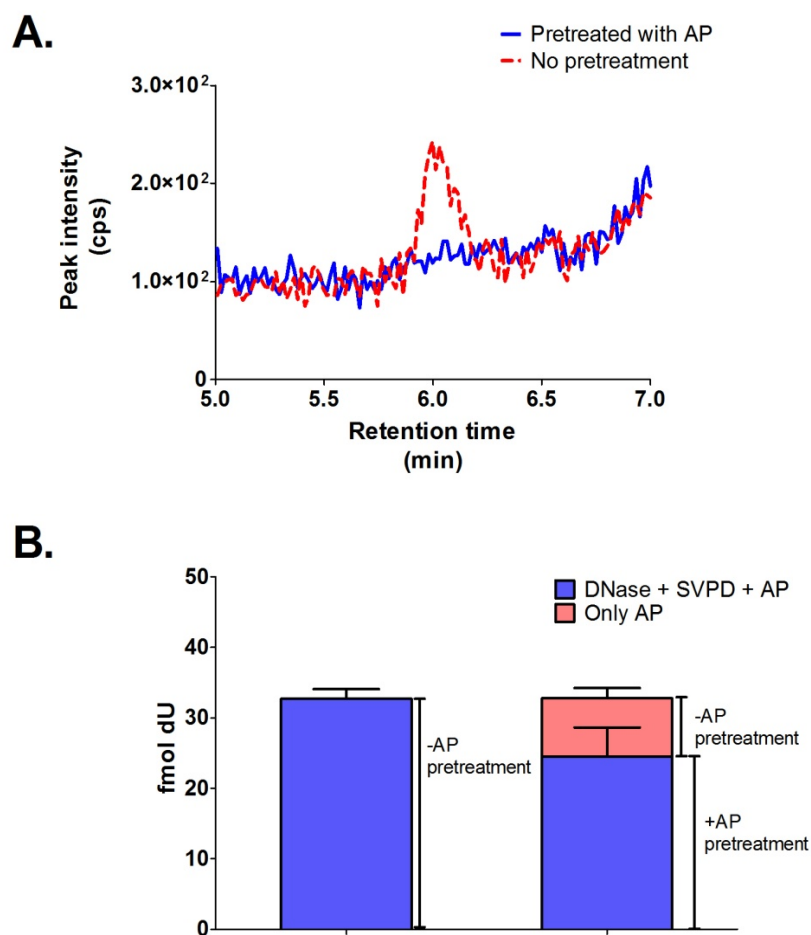 A.
Pretreated with AP
No pretreatment
3.0×10²
2.0×10²
1.0×10²
0
Peak intensity
(cps)
5.0 5.5 6.0 6.5 7.0
Retention time
(min)
B.
DNase + SVPD + AP
Only AP
50
40
30
20
10
0
fmol dU
-AP
pretreatment
-AP
pretreatment
+AP
pretreatment